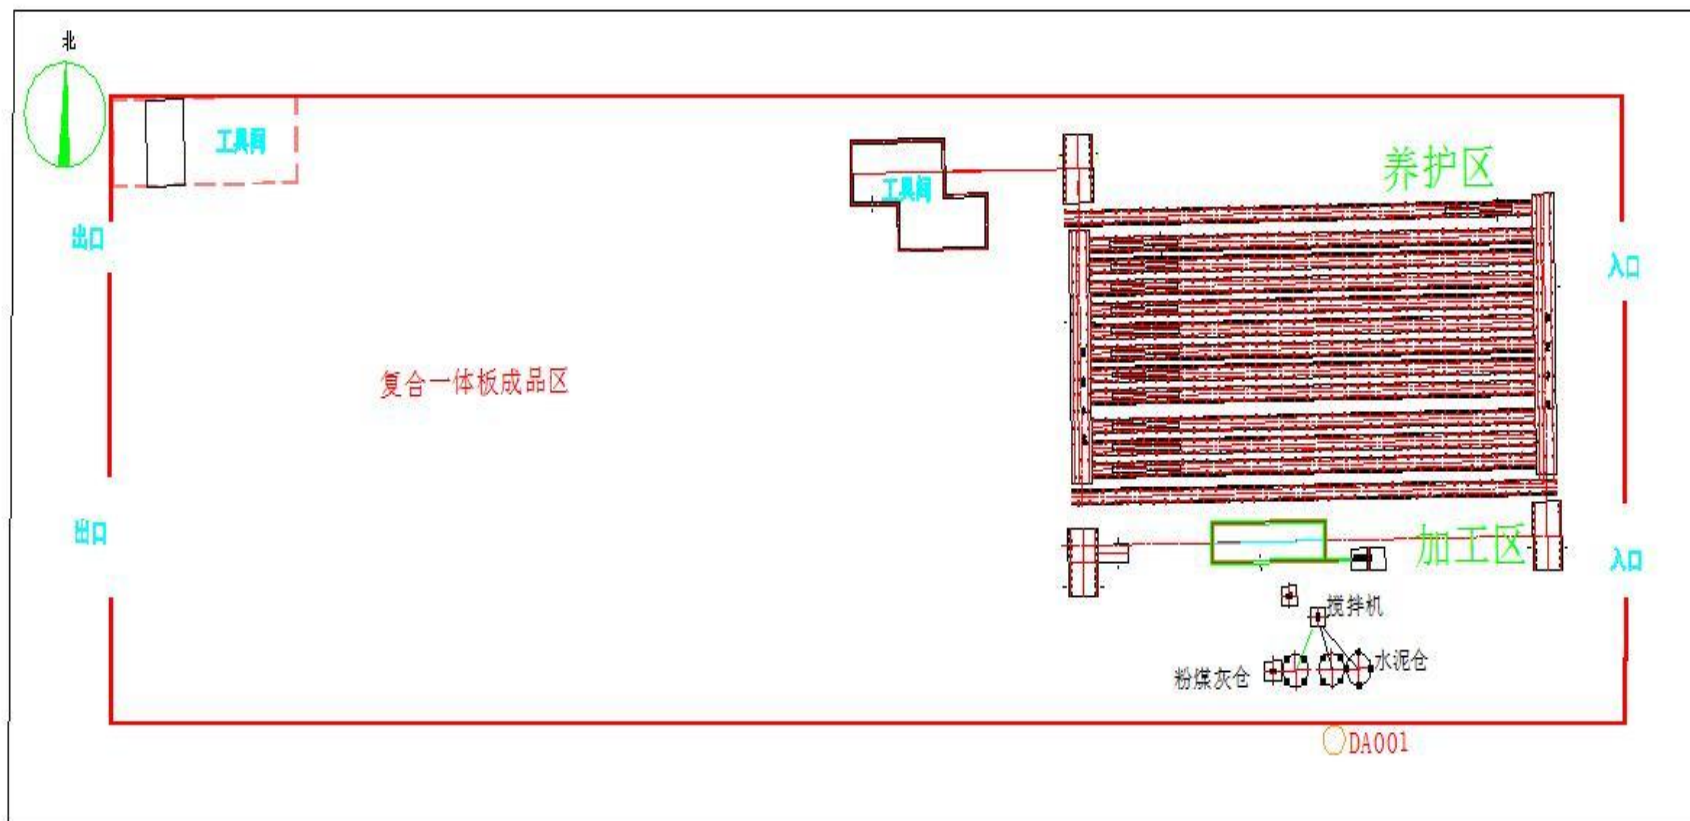 北
工具间
养护区
工具间
出口
入口
复合一体板成品区
出口
加工区
入口
搅拌机
水泥仓
粉煤灰仓
DA001